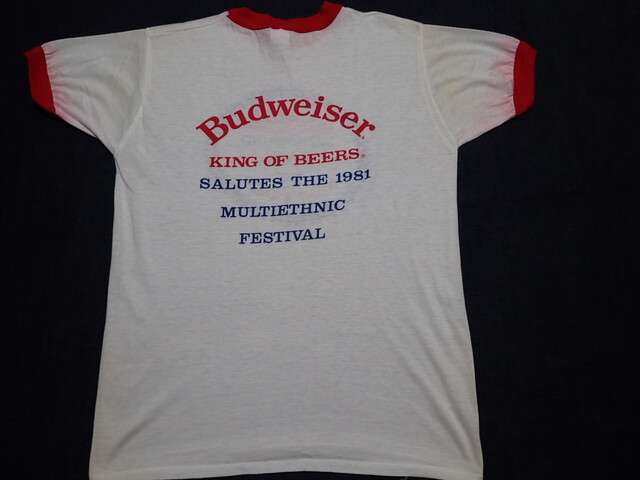 Budweiser
KING OF BEERS®
SALUTES THE 1981
MULTIETHNIC
FESTIVAL